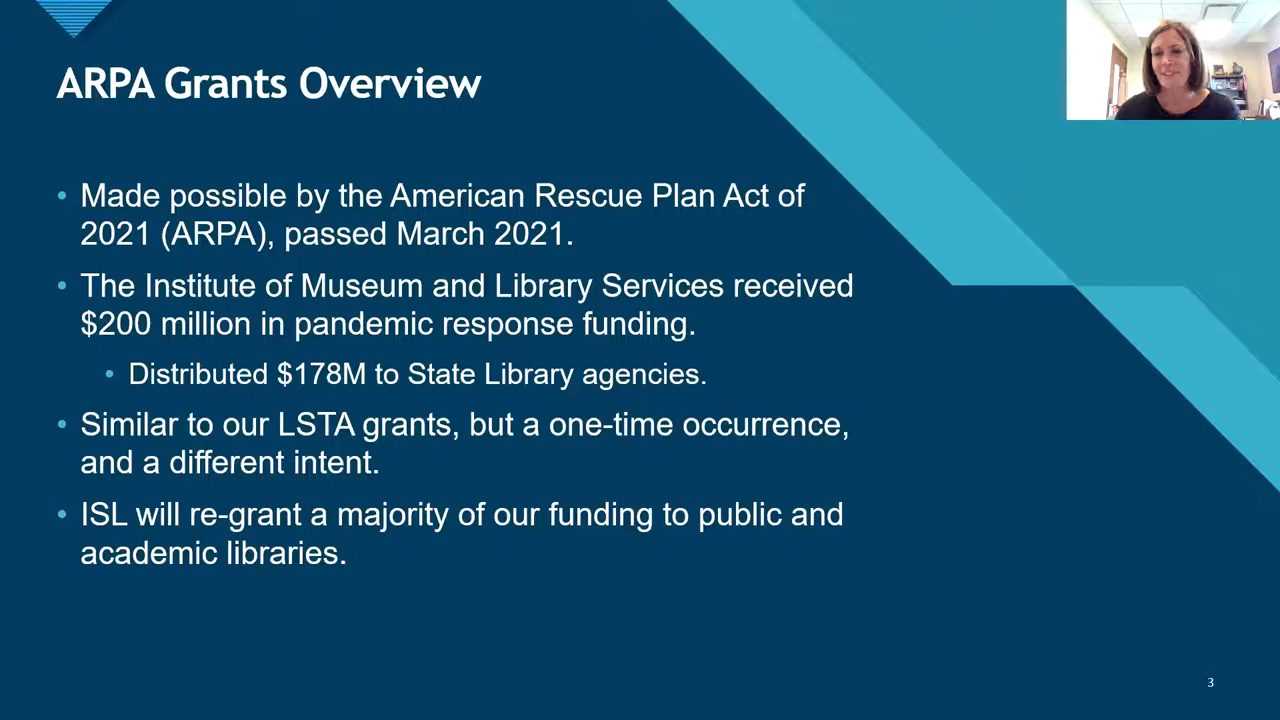 ARPA Grants Overview
• Made possible by the American Rescue Plan Act of
2021 (ARPA), passed March 2021.
• The Institute of Museum and Library Services received
$200 million in pandemic response funding.
• Distributed $178M to State Library agencies.
• Similar to our LSTA grants, but a one-time occurrence,
and a different intent.
• ISL will re-grant a majority of our funding to public and
academic libraries.
3